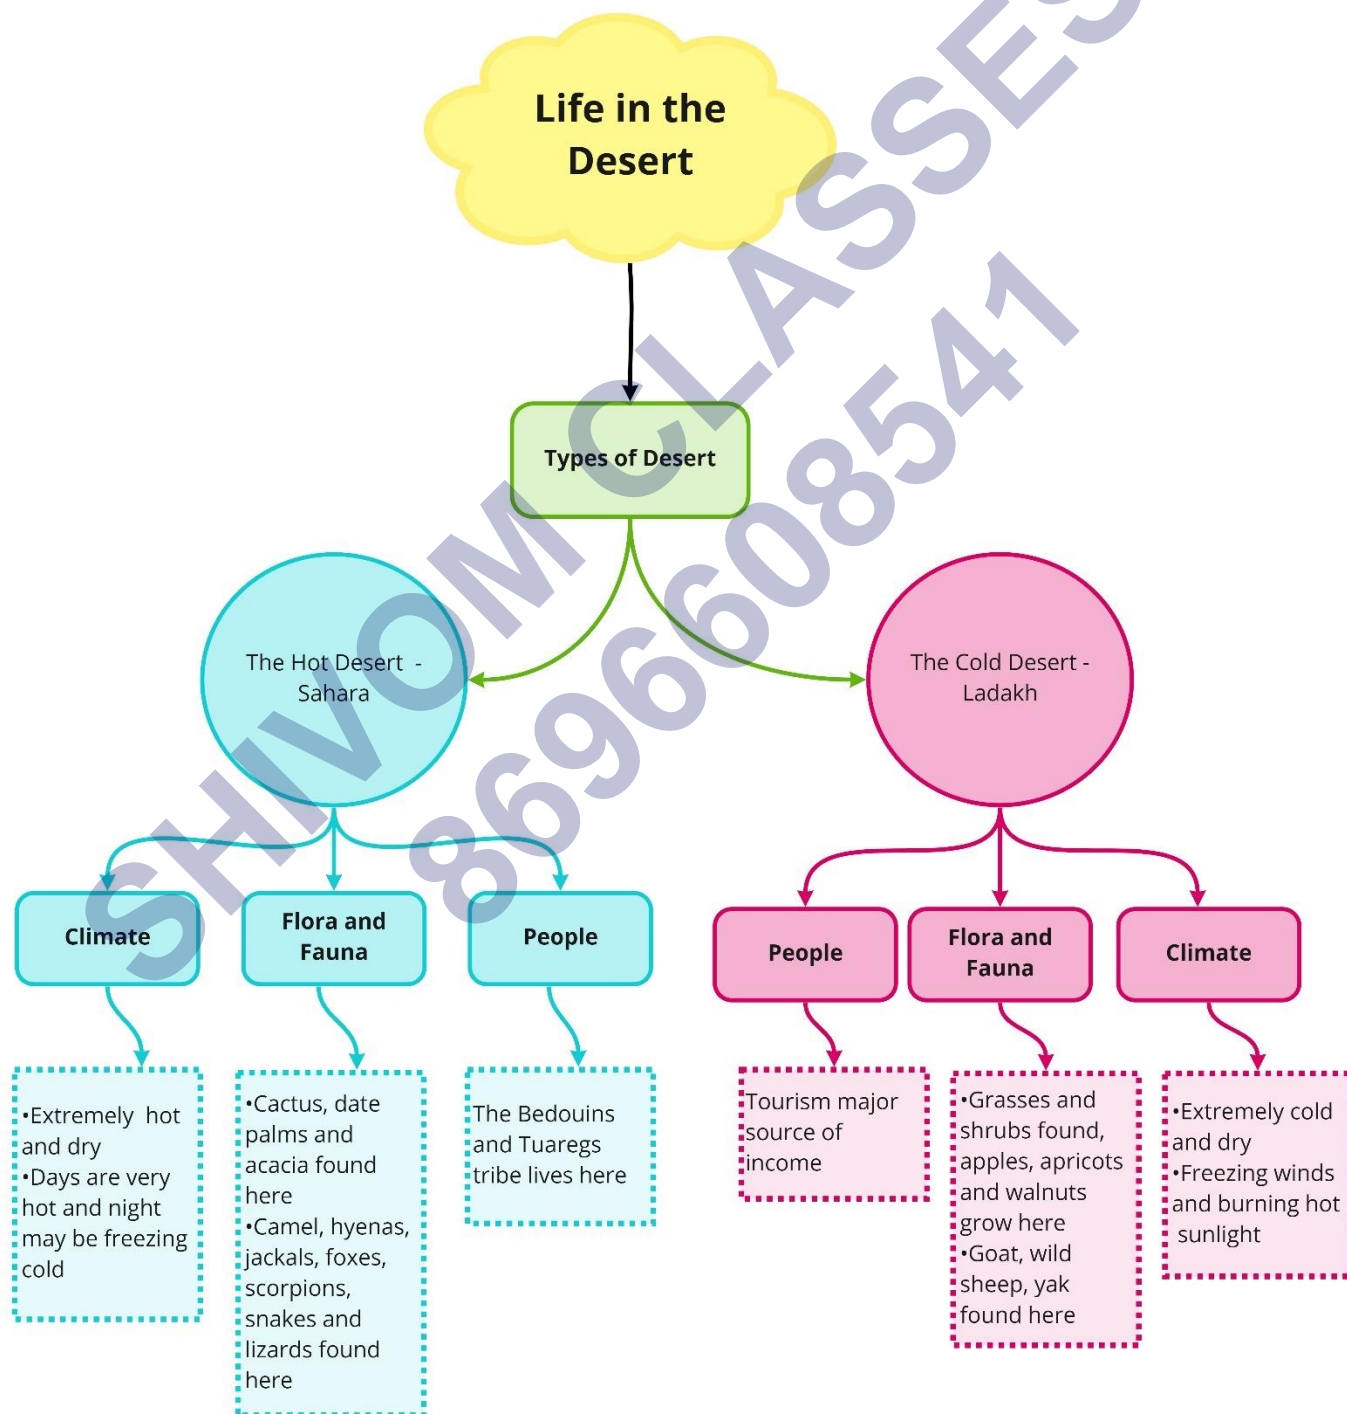 Life in the
Desert
Types of Desert
The Hot Desert -
Sahara
The Cold Desert -
Ladakh
Climate
Flora and
Fauna
People
People
Flora and
Fauna
Climate
•Extremely hot
and dry
•Days are very
hot and night
may be freezing
cold
•Cactus, date
palms and
acacia found
here
•Camel, hyenas,
jackals, foxes,
scorpions,
snakes and
lizards found
here
The Bedouins
and Tuaregs
tribe lives here
Tourism major
source of
income
•Grasses and
shrubs found,
apples, apricots
and walnuts
grow here
•Goat, wild
sheep, yak
found here
•Extremely cold
and dry
•Freezing winds
and burning hot
sunlight
SHIVOM CLASSES
8696608541